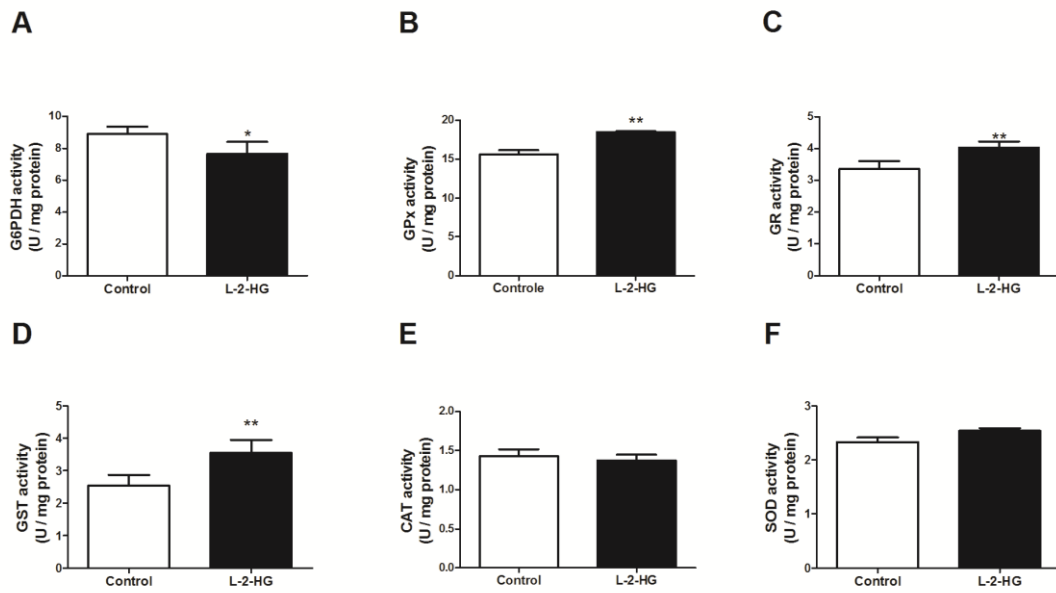 A
G6PDH activity
(U / mg protein)
10
8
6
4
2
0
*
Control L-2-HG
B
GPx activity
(U / mg protein)
20
15
10
5
0
**
Controle L-2-HG
C
GR activity
(U / mg protein)
5
4
3
2
1
0
**
Control L-2-HG
D
GST activity
(U / mg protein)
5
4
3
2
1
0
**
Control L-2-HG
E
CAT activity
(U / mg protein)
2.0
1.5
1.0
0.5
0.0
Control L-2-HG
F
SOD activity
(U / mg protein)
3
2
1
0
Control L-2-HG